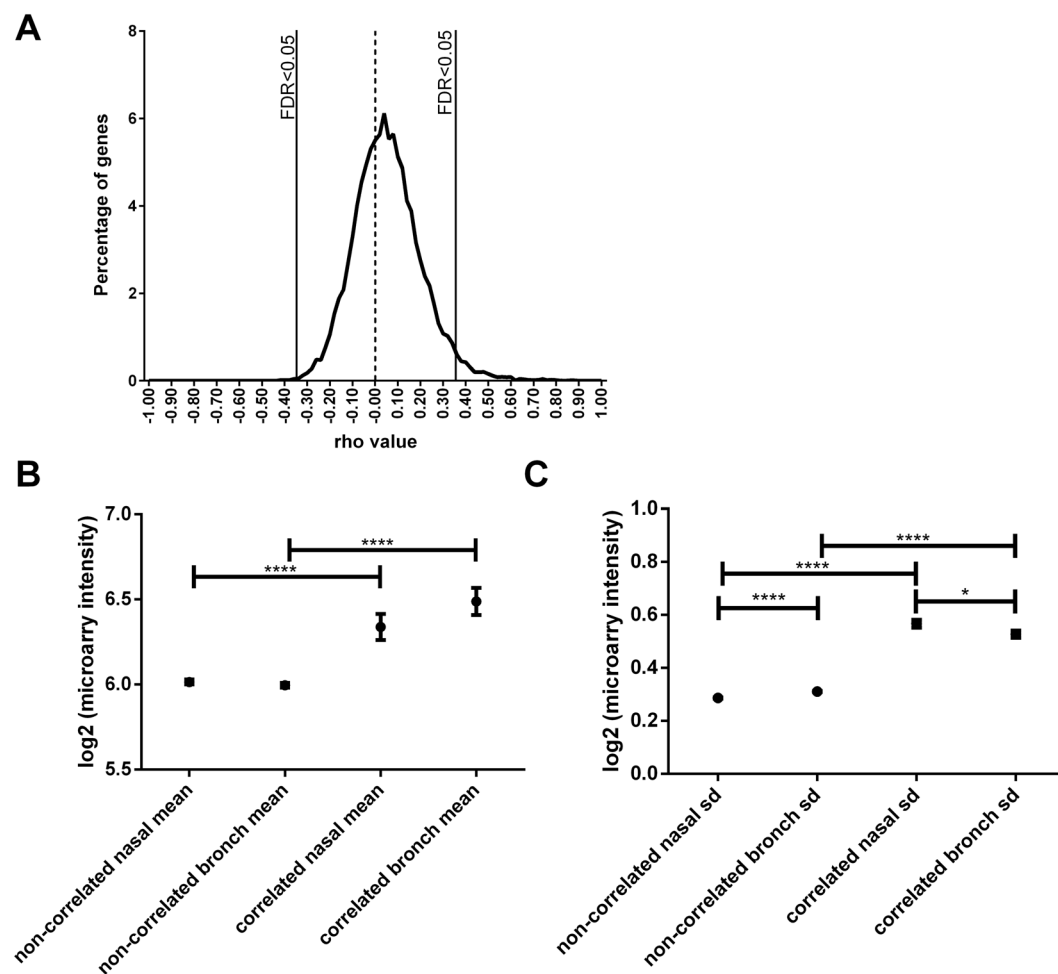 A
8
6
4
2
0
Percentage of genes
FDR<0.05
FDR<0.05
-1.00
-0.90
-0.80
-0.70
-0.60
-0.50
-0.40
-0.30
-0.20
-0.10
-0.00
0.10
0.20
0.30
0.40
0.50
0.60
0.70
0.80
0.90
1.00
rho value
B
7.0
6.5
6.0
5.5
log2 (microarry intensity)
****
****
non-correlated nasal mean
non-correlated bronch mean
correlated nasal mean
correlated bronch mean
C
1.0
0.8
0.6
0.4
0.2
0.0
log2 (microarry intensity)
****
****
****
*
non-correlated nasal sd
non-correlated bronch sd
correlated nasal sd
correlated bronch sd